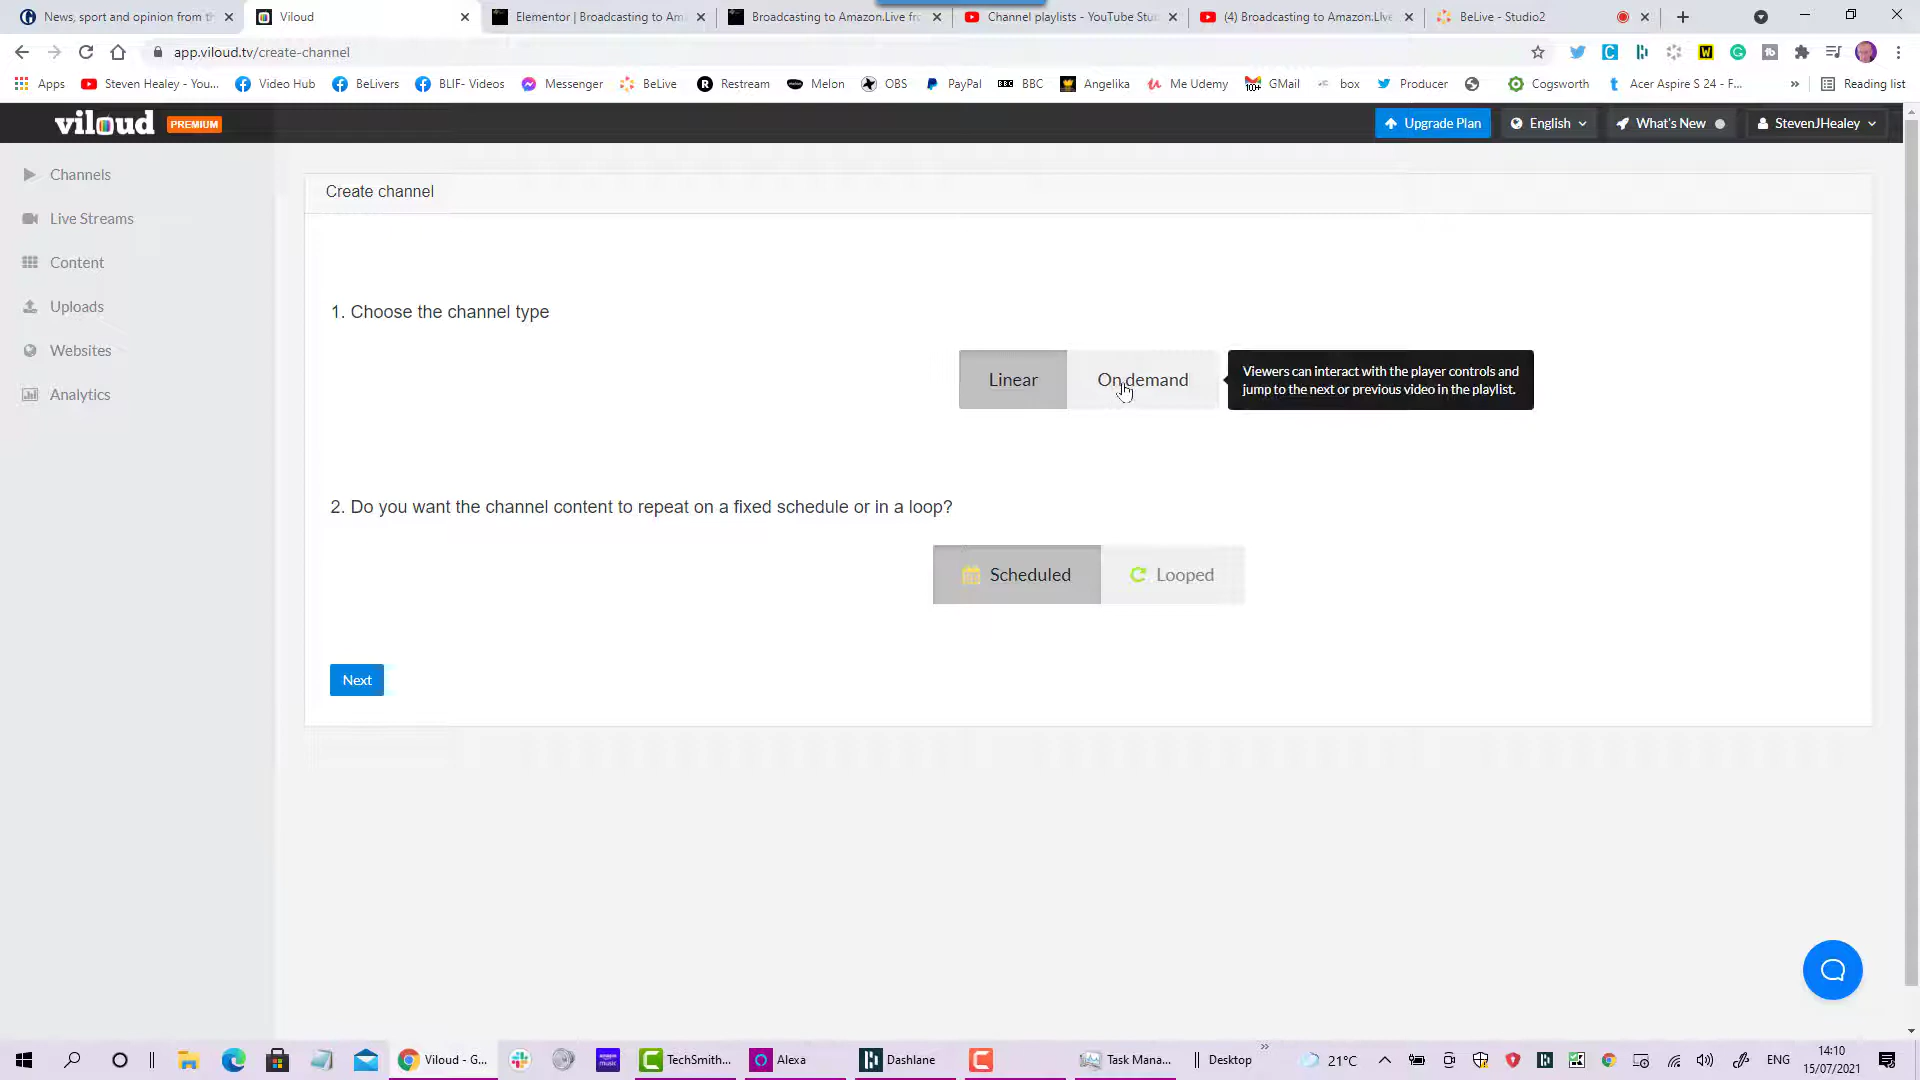 News, sport and opinion from th
Viloud
Elementor | Broadcasting to Am
Broadcasting to Amazon.Live fro
Channel playlists - YouTube Stu
(4) Broadcasting to Amazon.Live
BeLive - Studio2
app.viloud.tv/create-channel
Apps
Steven Healey - You...
Video Hub
BeLivers
BLIF- Videos
Messenger
BeLive
Restream
Melon
OBS
PayPal
BBC
BBC
Angelika
Me Udemy
100+
GMail
box
Producer
Cogsworth
Acer Aspire S 24 - F...
»
Reading list
viloud PREMIUM
Upgrade Plan
English
What's New
StevenJHealey
Channels
Live Streams
Content
Uploads
Websites
Analytics
Create channel
1. Choose the channel type
Linear
On demand
Viewers can interact with the player controls and
jump to the next or previous video in the playlist.
2. Do you want the channel content to repeat on a fixed schedule or in a loop?
Scheduled
Looped
Next
Viloud - G...
TechSmith...
Alexa
Dashlane
Task Mana...
Desktop
21°C
ENG
14:10
15/07/2021